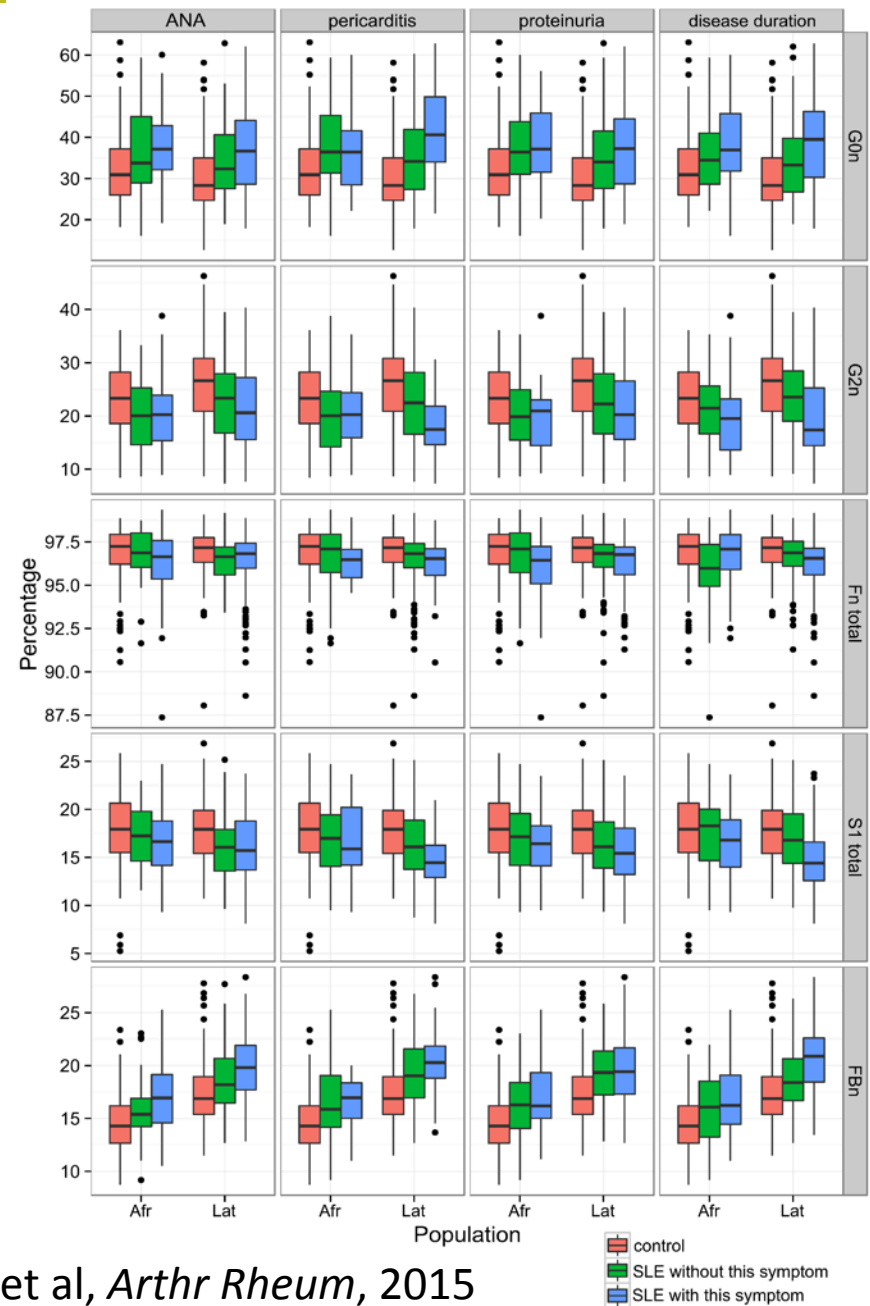 ANA pericarditis proteinuria disease duration
60
50
40
30
20
G0n
40
30
20
10
G2n
97.5
95.0
92.5
90.0
87.5
Fn total
25
20
15
10
5
S1 total
25
20
15
10
FBn
Percentage
Afr Lat Afr Lat Afr Lat Afr Lat
Population
control
SLE without this symptom
SLE with this symptom
et al, Arthr Rheum, 2015